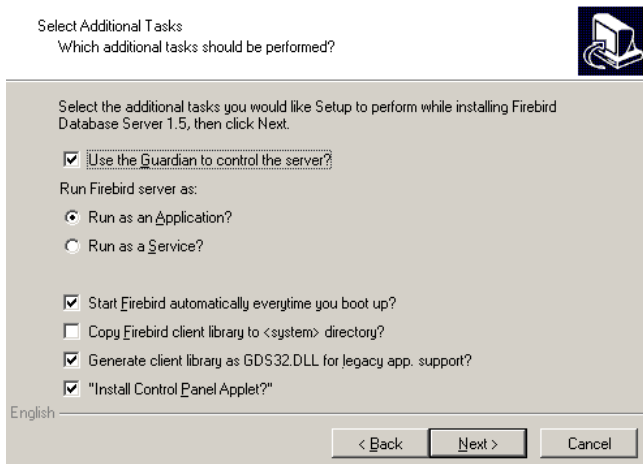 Select Additional Tasks
Which additional tasks should be performed?
Select the additional tasks you would like Setup to perform while installing Firebird
Database Server 1.5, then click Next.
Use the Guardian to control the server?
Run Firebird server as:
Run as an Application?
Run as a Service?
Start Firebird automatically everytime you boot up?
Copy Firebird client library to <system> directory?
Generate client library as GDS32.DLL for legacy app. support?
"Install Control Panel Applet?"
English
< Back Next > Cancel